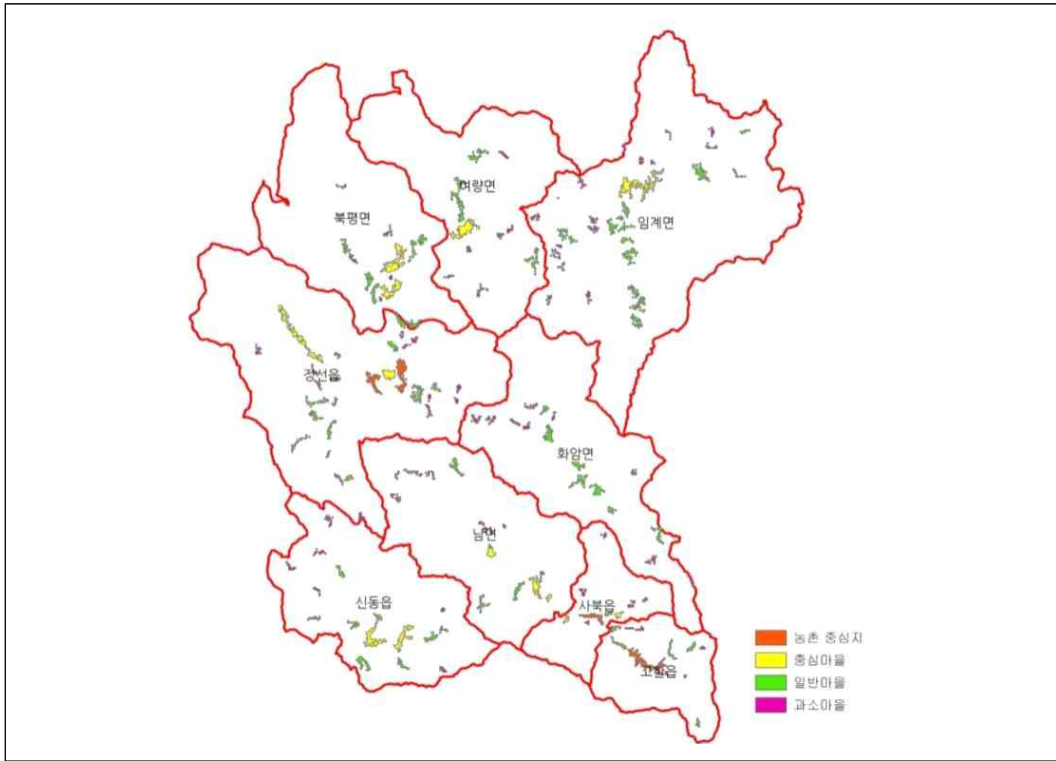 여량면
북평면
임계면
정선읍
화암면
남면
신동읍
사북읍
고한읍
농촌 중심지
중심마을
일반마을
과소마을